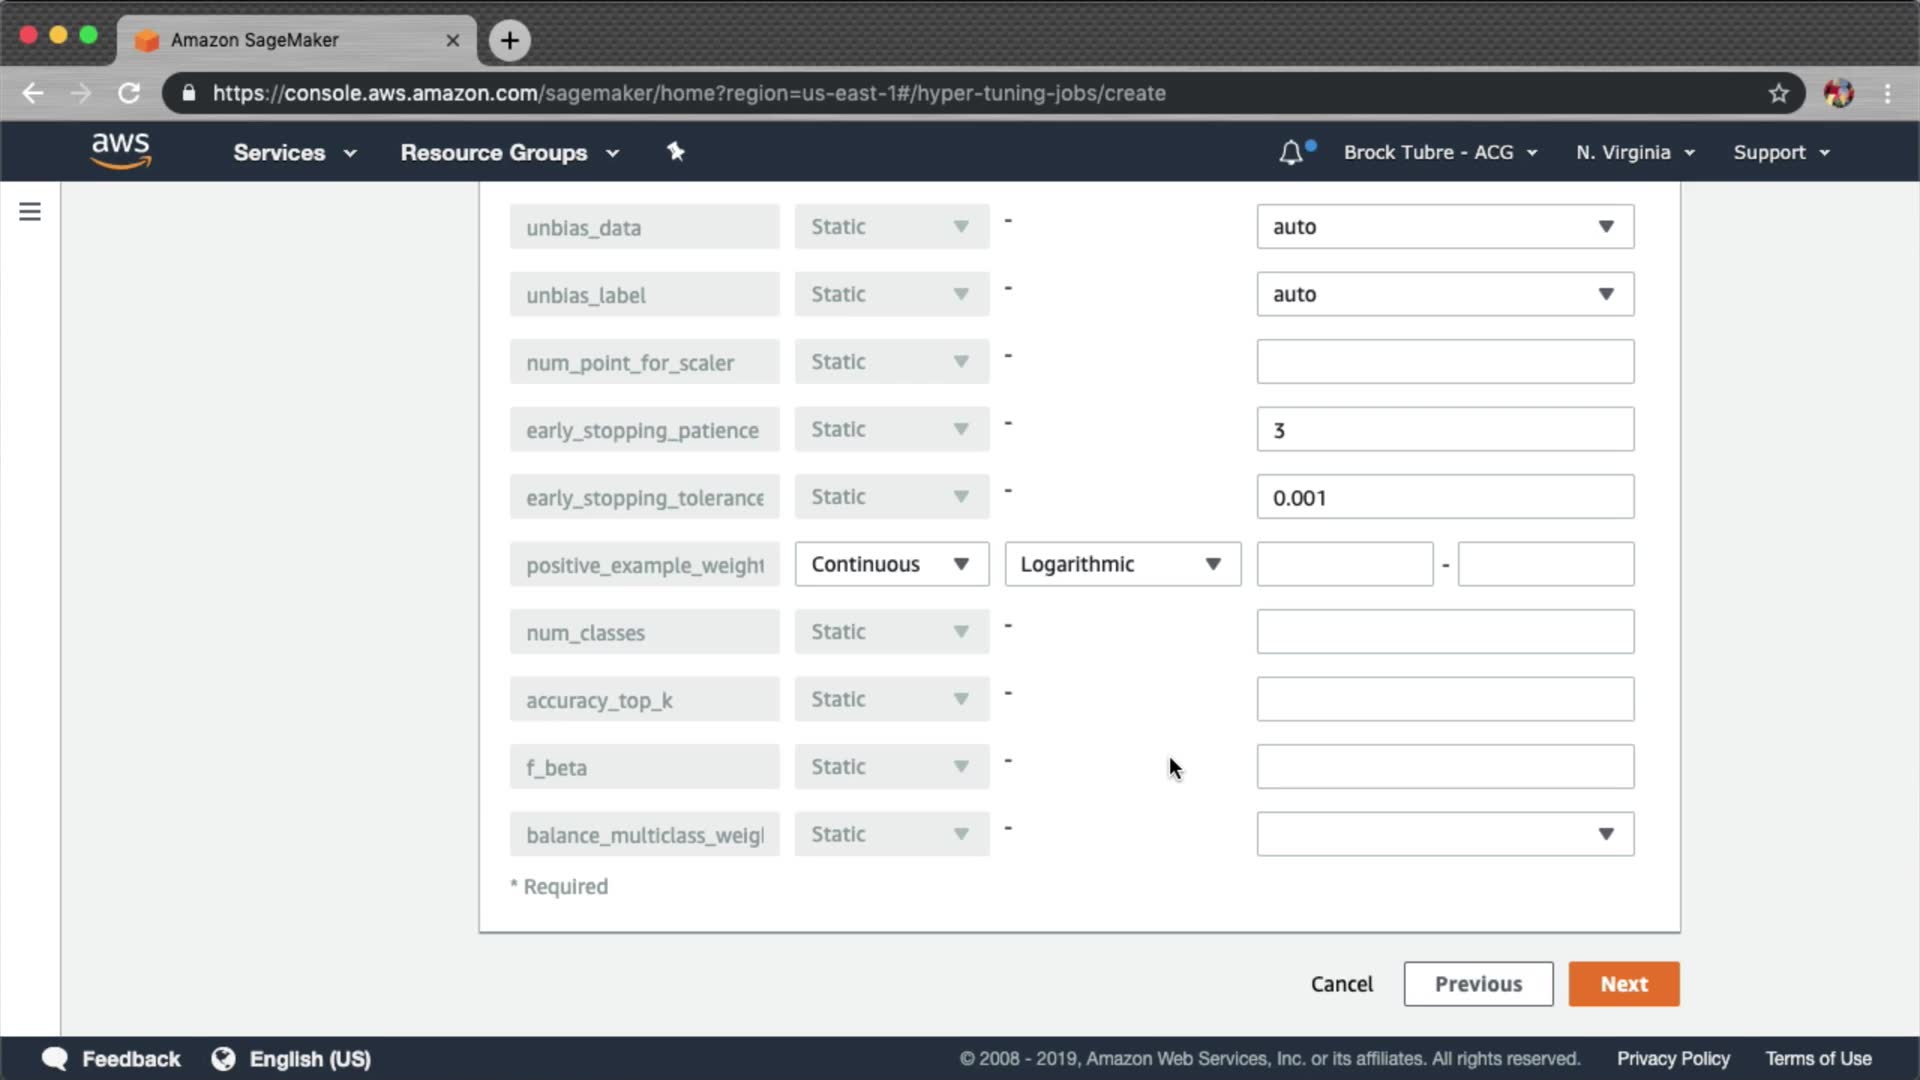 Amazon SageMaker
https://console.aws.amazon.com/sagemaker/home?region=us-east-1#/hyper-tuning-jobs/create
aws Services Resource Groups Brock Tubre - ACG N. Virginia Support
unbias_data Static - auto
unbias_label Static - auto
num_point_for_scaler Static -
early_stopping_patience Static - 3
early_stopping_tolerance Static - 0.001
positive_example_weight Continuous Logarithmic -
num_classes Static -
accuracy_top_k Static -
f_beta Static -
balance_multiclass_weig Static -
* Required
Cancel Previous Next
Feedback English (US) © 2008 - 2019, Amazon Web Services, Inc. or its affiliates. All rights reserved. Privacy Policy Terms of Use